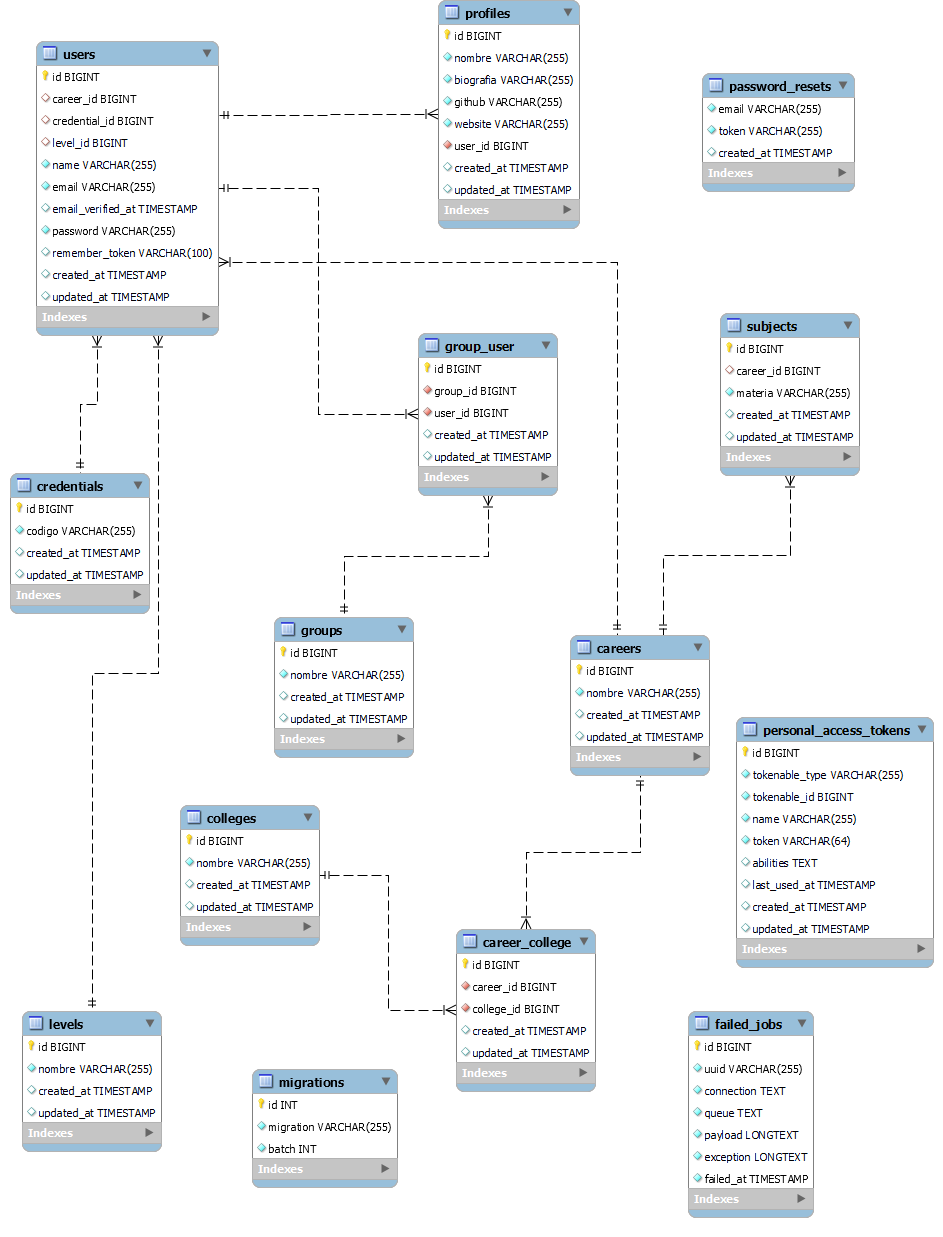 profiles
id BIGINT
nombre VARCHAR(255)
biografia VARCHAR(255)
github VARCHAR(255)
website VARCHAR(255)
user_id BIGINT
created_at TIMESTAMP
updated_at TIMESTAMP
Indexes
users
id BIGINT
career_id BIGINT
credential_id BIGINT
level_id BIGINT
name VARCHAR(255)
email VARCHAR(255)
email_verified_at TIMESTAMP
password VARCHAR(255)
remember_token VARCHAR(100)
created_at TIMESTAMP
updated_at TIMESTAMP
Indexes
password_resets
email VARCHAR(255)
token VARCHAR(255)
created_at TIMESTAMP
Indexes
group_user
id BIGINT
group_id BIGINT
user_id BIGINT
created_at TIMESTAMP
updated_at TIMESTAMP
Indexes
subjects
id BIGINT
career_id BIGINT
materia VARCHAR(255)
created_at TIMESTAMP
updated_at TIMESTAMP
Indexes
credentials
id BIGINT
codigo VARCHAR(255)
created_at TIMESTAMP
updated_at TIMESTAMP
Indexes
groups
id BIGINT
nombre VARCHAR(255)
created_at TIMESTAMP
updated_at TIMESTAMP
Indexes
careers
id BIGINT
nombre VARCHAR(255)
created_at TIMESTAMP
updated_at TIMESTAMP
Indexes
personal_access_tokens
id BIGINT
tokenable_type VARCHAR(255)
tokenable_id BIGINT
name VARCHAR(255)
token VARCHAR(64)
abilities TEXT
last_used_at TIMESTAMP
created_at TIMESTAMP
updated_at TIMESTAMP
Indexes
colleges
id BIGINT
nombre VARCHAR(255)
created_at TIMESTAMP
updated_at TIMESTAMP
Indexes
career_college
id BIGINT
career_id BIGINT
college_id BIGINT
created_at TIMESTAMP
updated_at TIMESTAMP
Indexes
levels
id BIGINT
nombre VARCHAR(255)
created_at TIMESTAMP
updated_at TIMESTAMP
Indexes
migrations
id INT
migration VARCHAR(255)
batch INT
Indexes
failed_jobs
id BIGINT
uuid VARCHAR(255)
connection TEXT
queue TEXT
payload LONGTEXT
exception LONGTEXT
failed_at TIMESTAMP
Indexes